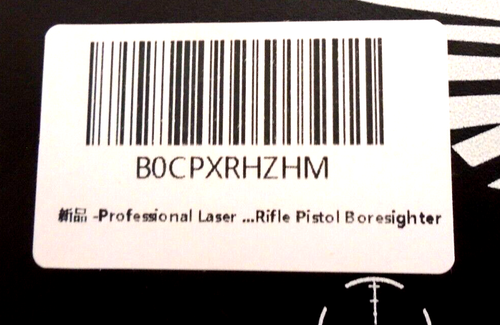 B0CPXRHZHM
新品 -Professional Laser ...Rifle Pistol Boresighter